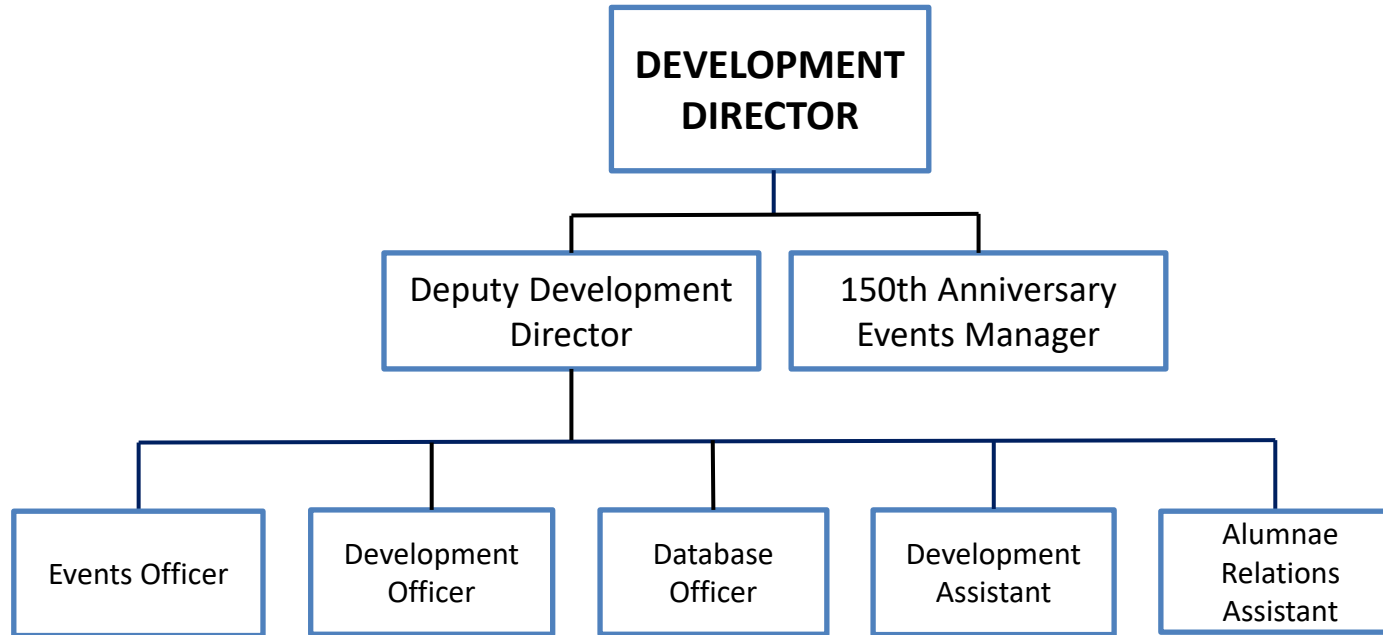 DEVELOPMENT
DIRECTOR
Deputy Development
Director
150th Anniversary
Events Manager
Events Officer
Development
Officer
Database
Officer
Development
Assistant
Alumnae
Relations
Assistant